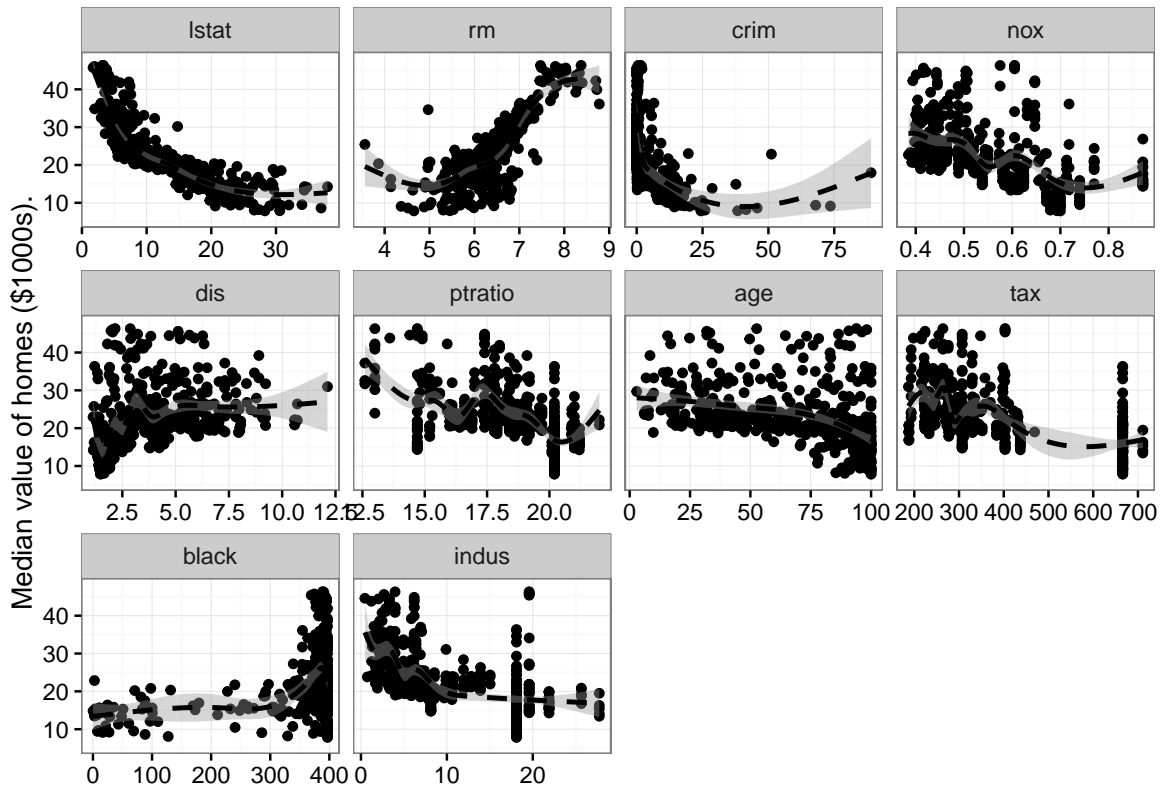 Median value of homes ($1000s).
lstat rm crim nox
40
30
20
10
0 10 20 30 4 5 6 7 8 9 0 25 50 75 0.4 0.5 0.6 0.7 0.8
dis ptratio age tax
40
30
20
10
2.5 5.0 7.5 10.0 12.5 12.5 15.0 17.5 20.0 0 25 50 75 100 200 300 400 500 600 700
black indus
40
30
20
10
0 100 200 300 400 0 10 20